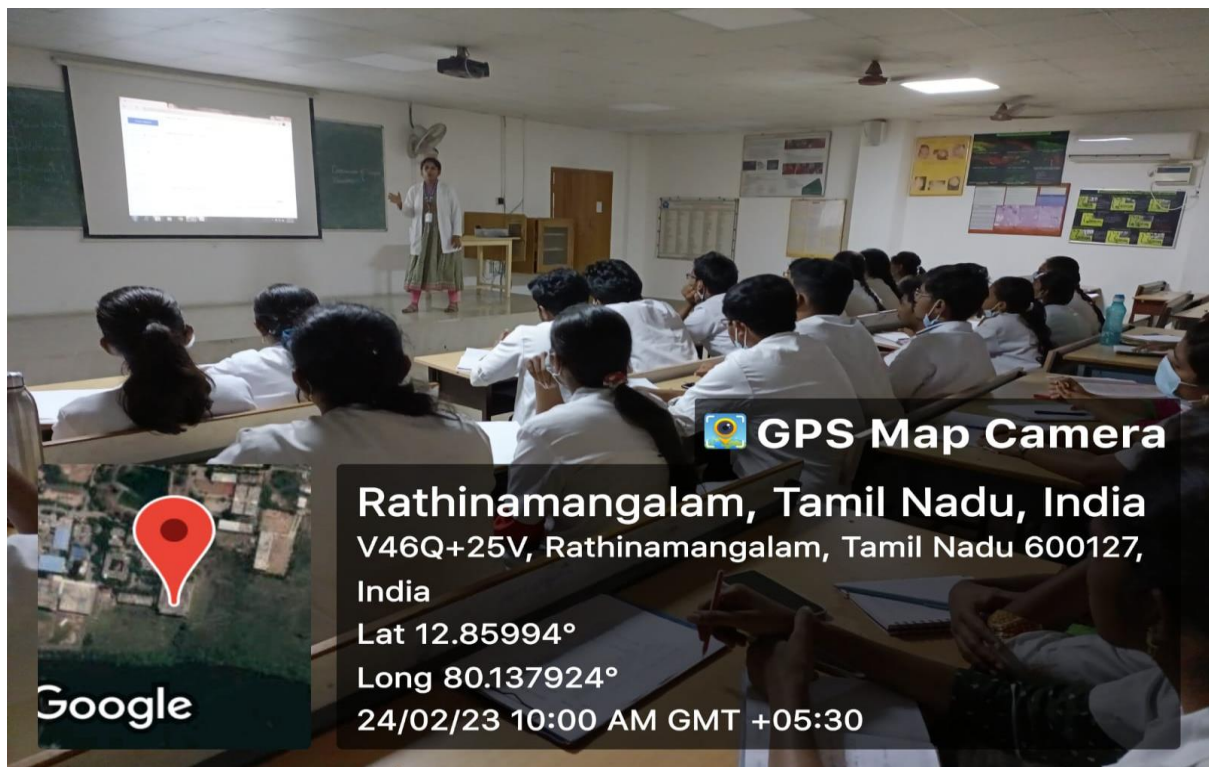 GPS Map Camera
Rathinamangalam, Tamil Nadu, India
V46Q+25V, Rathinamangalam, Tamil Nadu 600127,
India
Lat 12.85994°
Long 80.137924°
24/02/23 10:00 AM GMT +05:30
Google